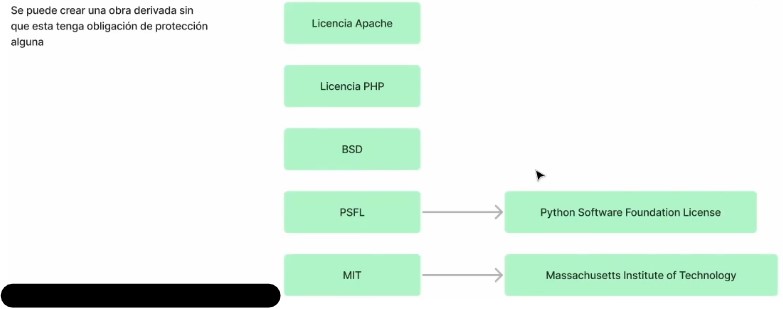 Se puede crear una obra derivada sin
que esta tenga obligación de protección
alguna
Licencia Apache
Licencia PHP
BSD
PSFL
Python Software Foundation License
MIT
Massachusetts Institute of Technology